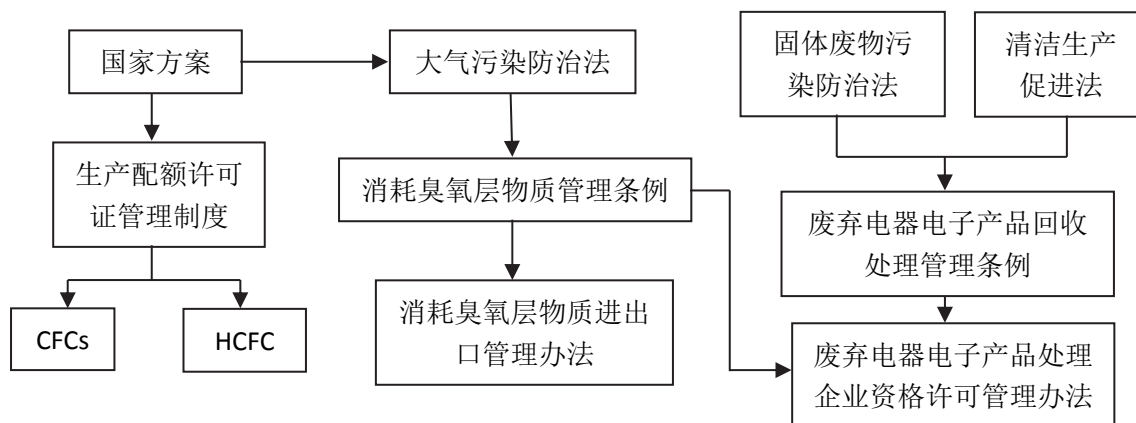 国家方案
大气污染防治法
固体废物污
染防治法
清洁生产
促进法
生产配额许可
证管理制度
消耗臭氧层物质管理条例
废弃电器电子产品回收
处理管理条例
CFCs
HCFC
消耗臭氧层物质进出
口管理办法
废弃电器电子产品处理
企业资格许可管理办法